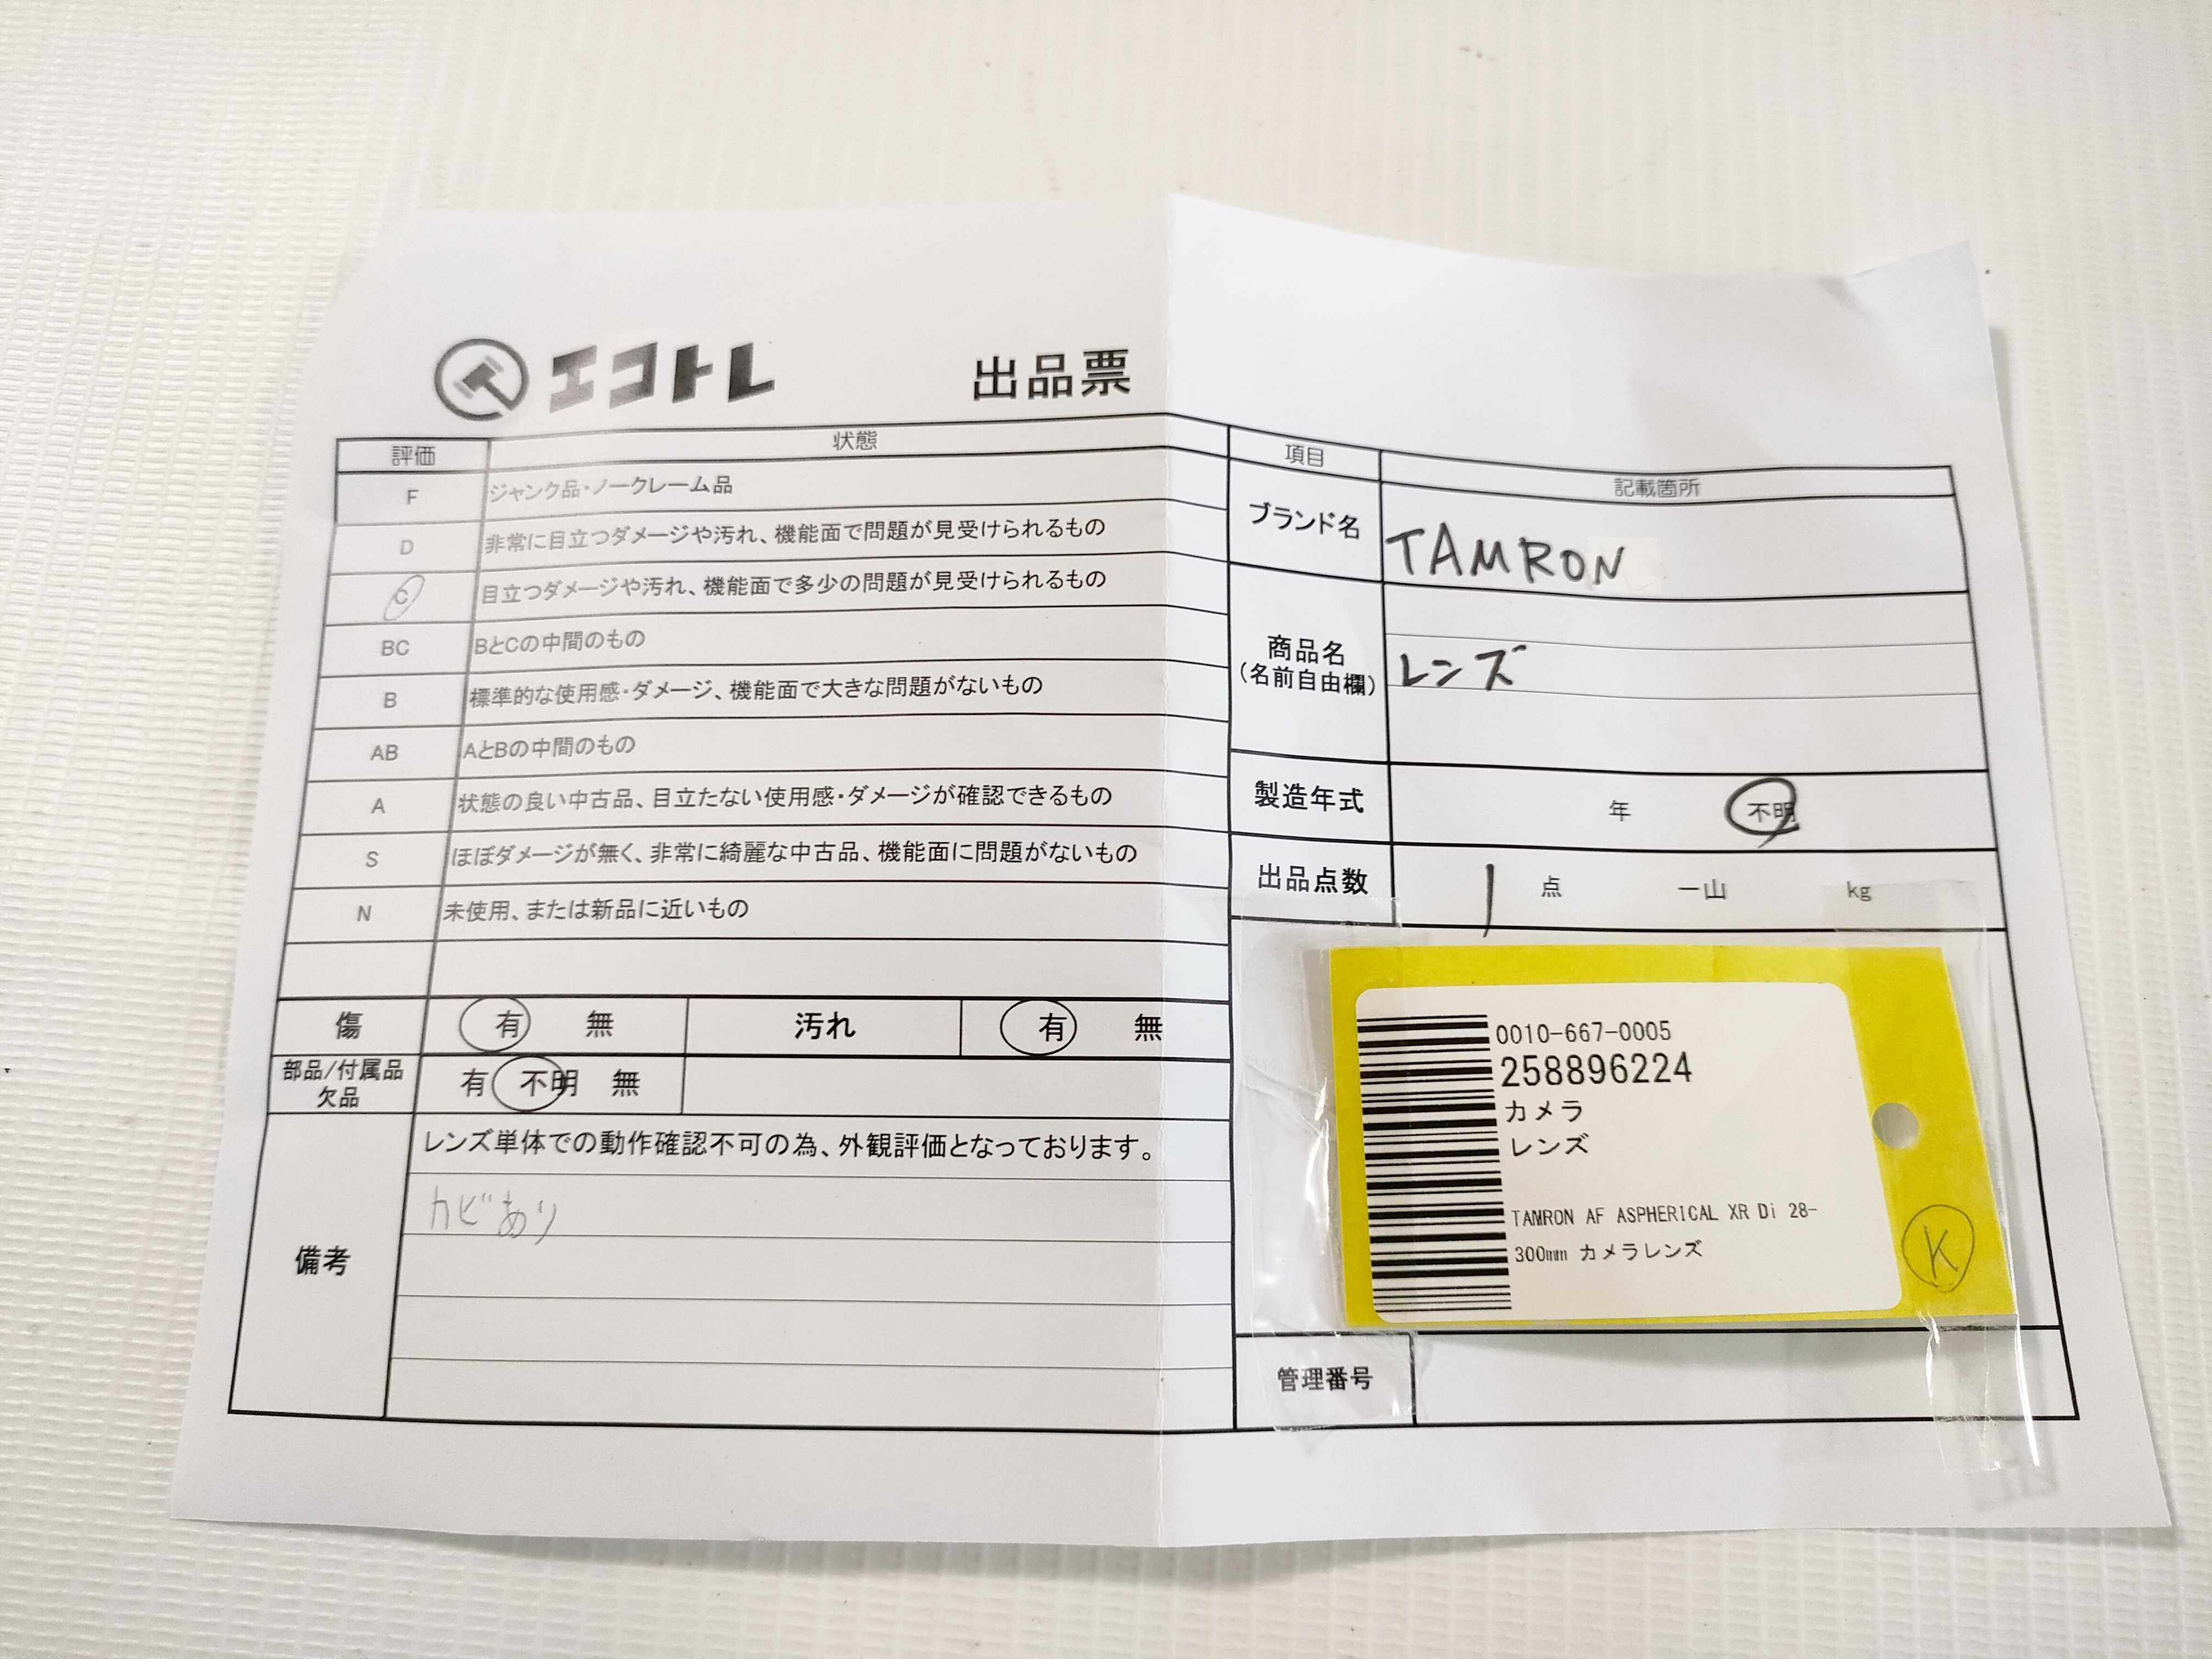 エコトレ
出品票
評価 状態
F ジャンク品・ノークレーム品
D 非常に目立つダメージや汚れ、機能面で問題が見受けられるもの
C 目立つダメージや汚れ、機能面で多少の問題が見受けられるもの
BC BとCの中間のもの
B 標準的な使用感・ダメージ、機能面で大きな問題がないもの
AB AとBの中間のもの
A 状態の良い中古品、目立たない使用感・ダメージが確認できるもの
S ほぼダメージが無く、非常に綺麗な中古品、機能面に問題がないもの
N 未使用、または新品に近いもの
傷 有 無 汚れ 有 無
部品/付属品
欠品
有 不明 無
備考
レンズ単体での動作確認不可の為、外観評価となっております。
カビあり
項目 記載箇所
ブランド名 TAMRON
商品名
(名前自由欄)
レンズ
製造年式 年 不明
出品点数 1 点 一山 kg
0010-667-0005
258896224
カメラ
レンズ
TAMRON AF ASPHERICAL XR Di 28-
300mm カメラレンズ
K
管理番号